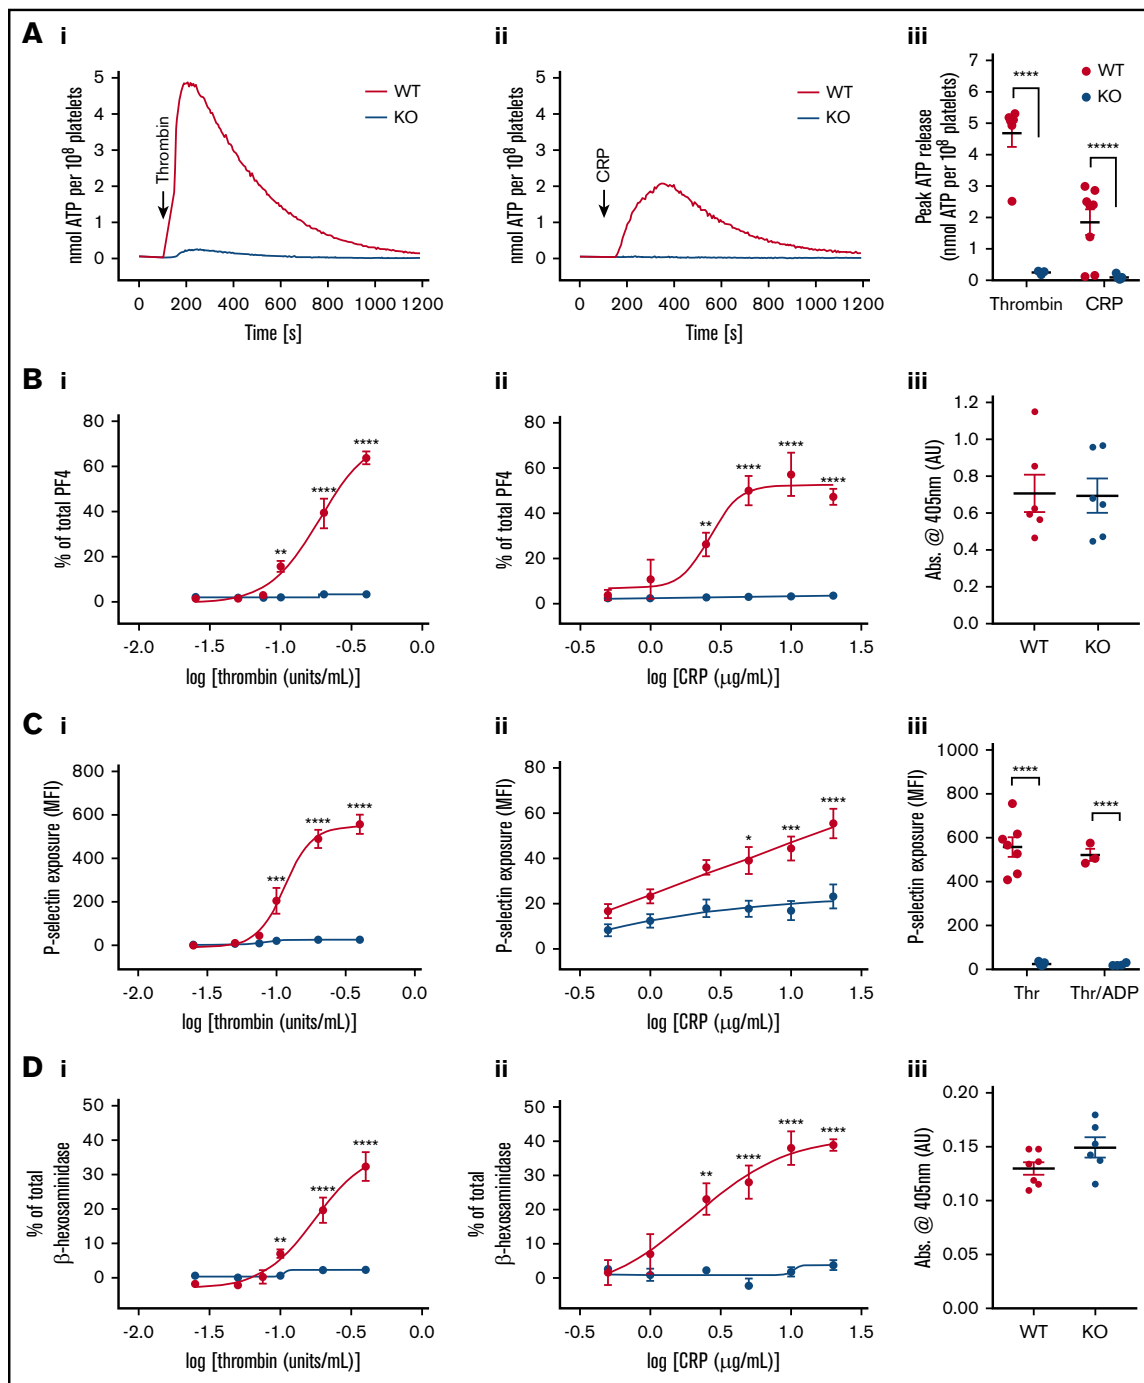 A i
nmol ATP per 10⁸ platelets
5
4
3
2
1
0
Thrombin
WT
KO
0 200 400 600 800 1000 1200
Time [s]
ii
nmol ATP per 10⁸ platelets
5
4
3
2
1
0
CRP
WT
KO
0 200 400 600 800 1000 1200
Time [s]
iii
Peak ATP release
(nmol ATP per 10⁸ platelets)
7
6
5
4
3
2
1
0
**** 
WT
KO
*****
Thrombin CRP
B i
% of total PF4
80
60
40
20
0
** **** ****
-2.0 -1.5 -1.0 -0.5 0.0
log [thrombin (units/mL)]
ii
% of total PF4
80
60
40
20
0
** **** **** ****
-0.5 0.0 0.5 1.0 1.5
log [CRP (μg/mL)]
iii
Abs. @ 405nm (AU)
1.2
1.0
0.8
0.6
0.4
0.2
0.0
WT KO
C i
P-selectin exposure (MFI)
800
600
400
200
0
*** **** ****
-2.0 -1.5 -1.0 -0.5 0.0
log [thrombin (units/mL)]
ii
P-selectin exposure (MFI)
80
60
40
20
0
* *** ****
-0.5 0.0 0.5 1.0 1.5
log [CRP (μg/mL)]
iii
P-selectin exposure (MFI)
1000
800
600
400
200
0
**** ****
Thr Thr/ADP
D i
% of total
β-hexosaminidase
50
40
30
20
10
0
** **** ****
-2.0 -1.5 -1.0 -0.5 0.0
log [thrombin (units/mL)]
ii
% of total
β-hexosaminidase
50
40
30
20
10
0
** **** **** ****
-0.5 0.0 0.5 1.0 1.5
log [CRP (μg/mL)]
iii
Abs. @ 405nm (AU)
0.20
0.15
0.10
0.05
0.00
WT KO